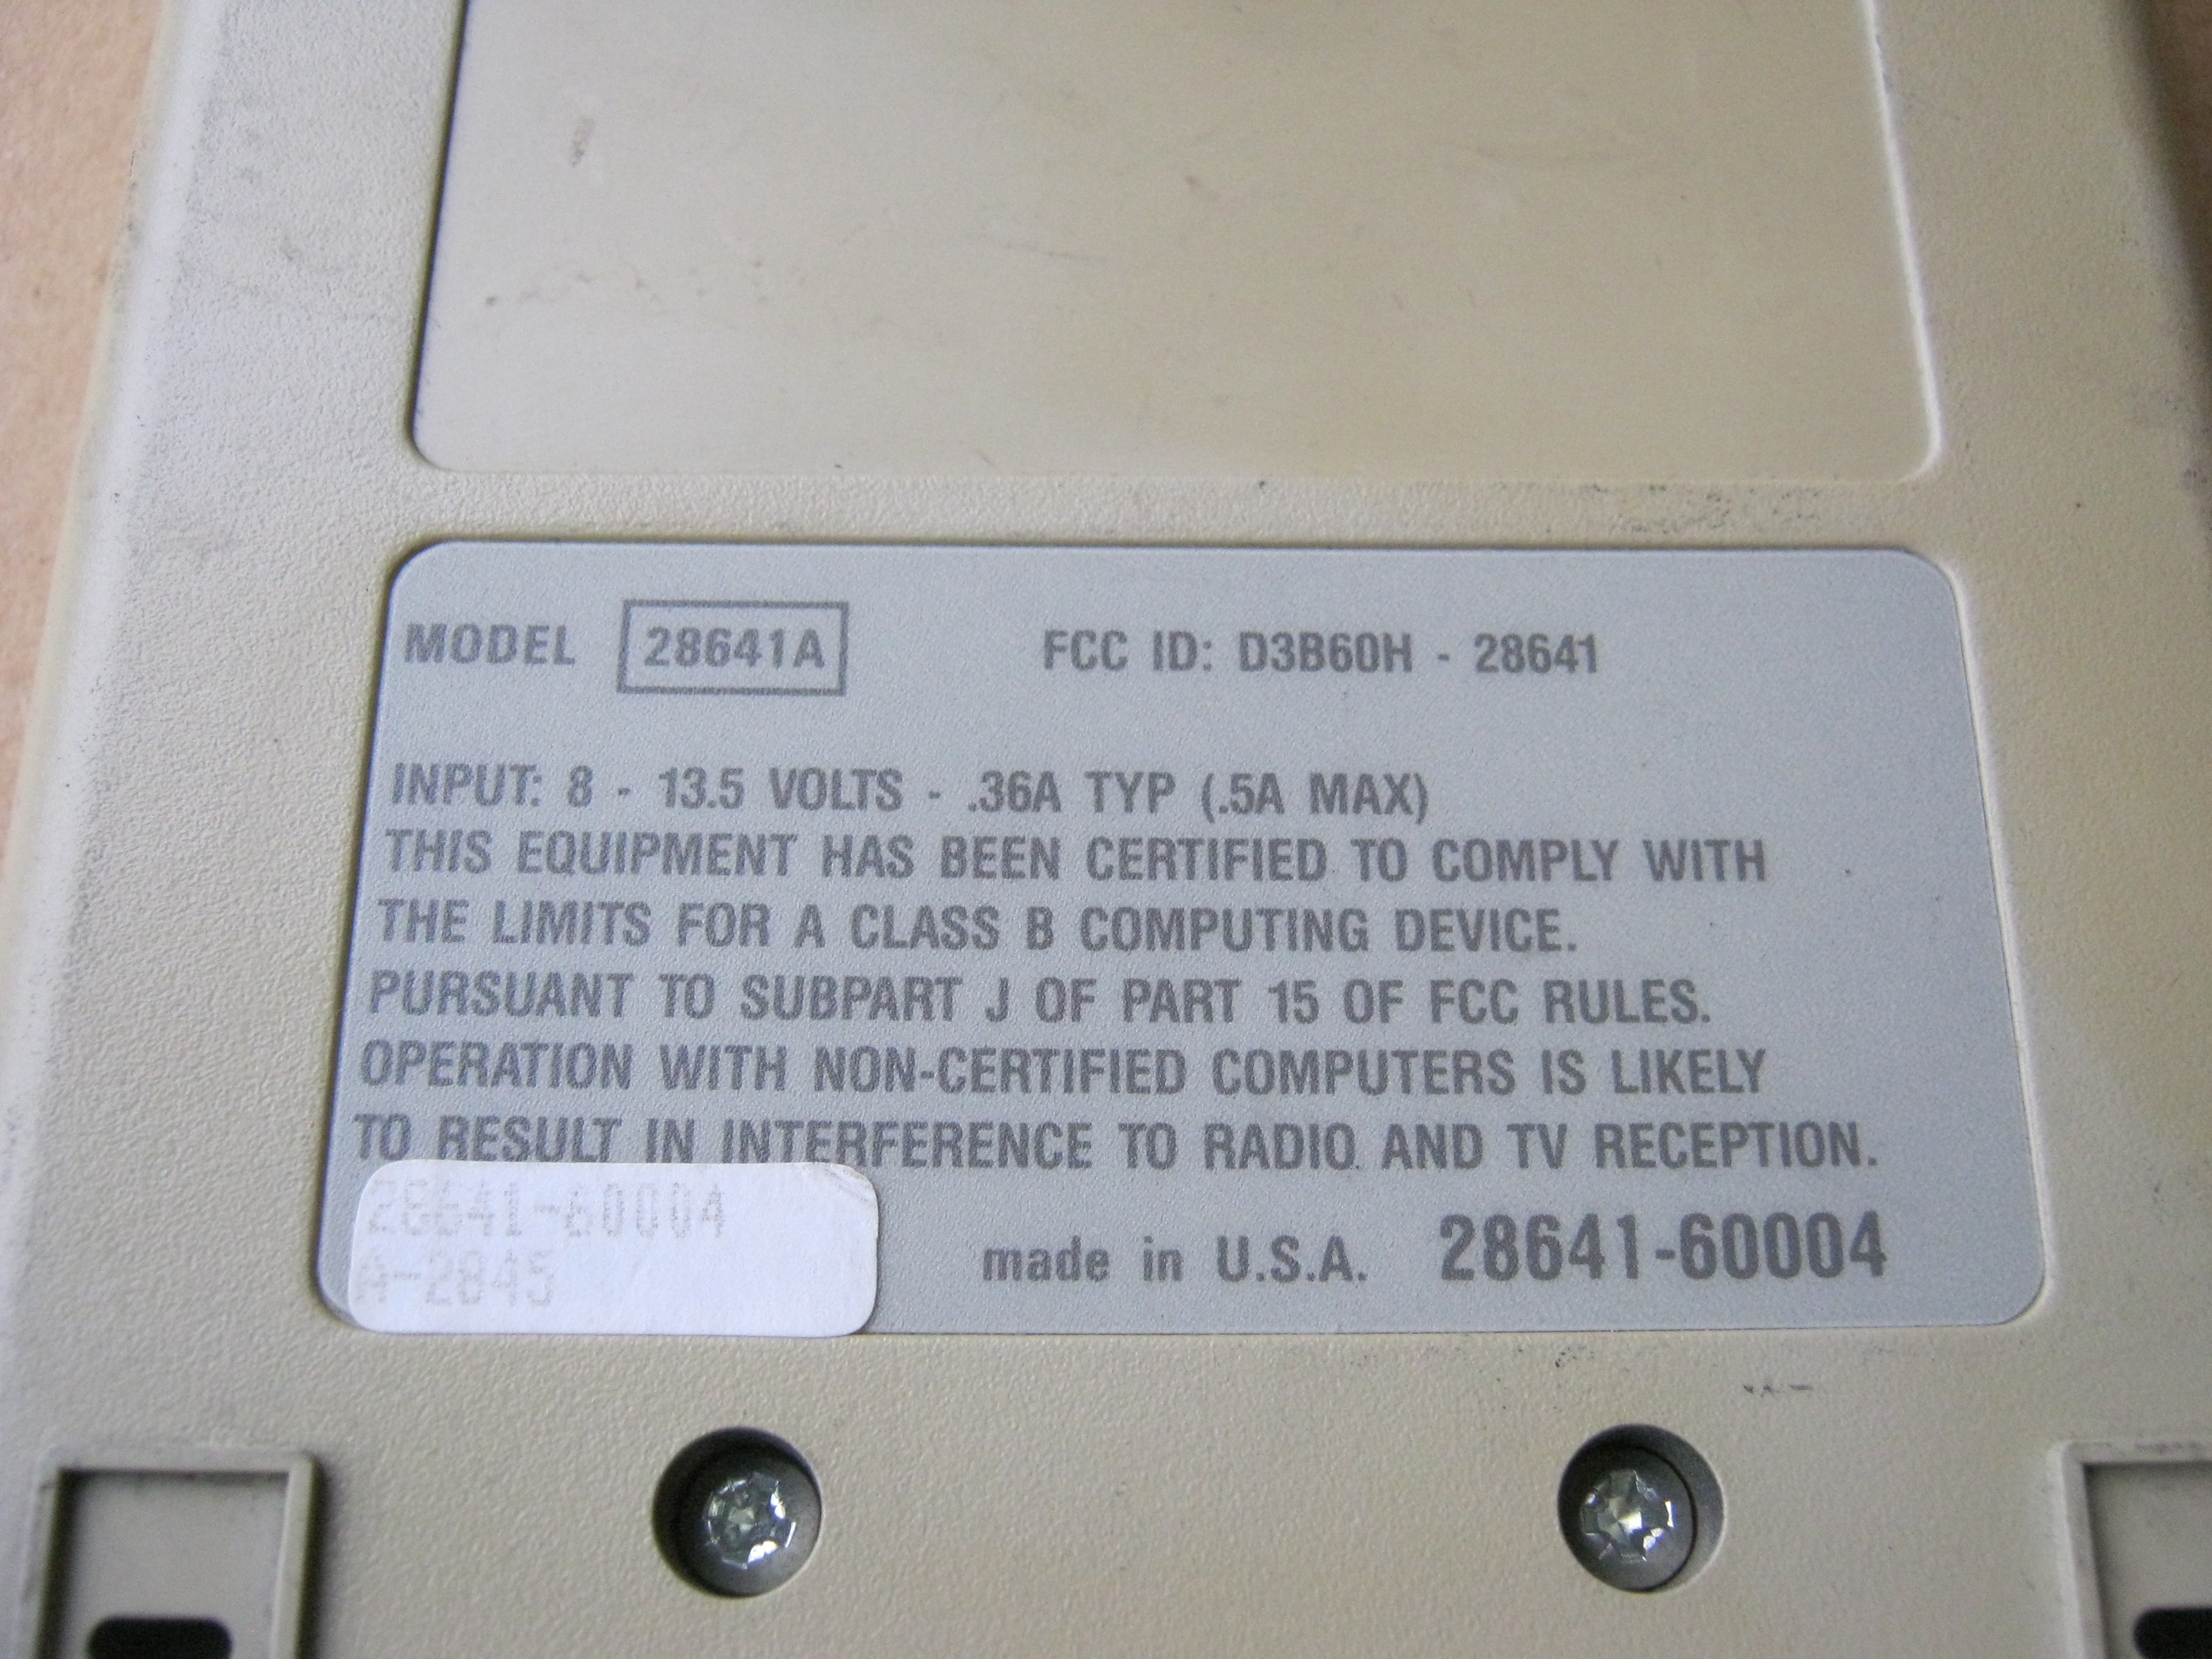 MODEL 28641A FCC ID: D3B60H - 28641
INPUT: 8 - 13.5 VOLTS - .36A TYP (.5A MAX)
THIS EQUIPMENT HAS BEEN CERTIFIED TO COMPLY WITH
THE LIMITS FOR A CLASS B COMPUTING DEVICE.
PURSUANT TO SUBPART J OF PART 15 OF FCC RULES.
OPERATION WITH NON-CERTIFIED COMPUTERS IS LIKELY
TO RESULT IN INTERFERENCE TO RADIO AND TV RECEPTION.
made in U.S.A. 28641-60004